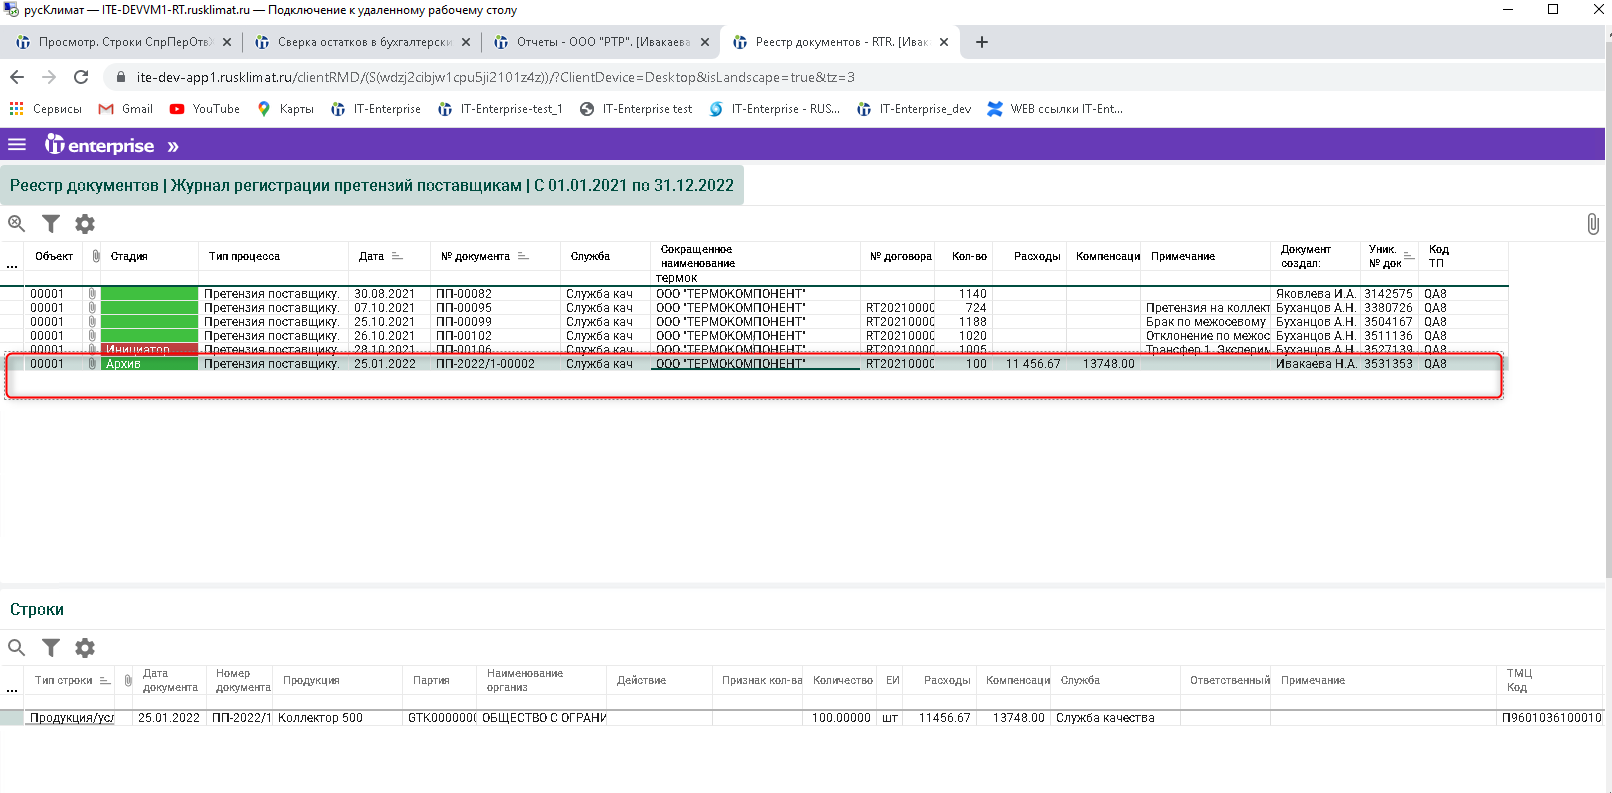 русКлимат — ITE-DEVVM1-RT.rusklimat.ru — Подключение к удаленному рабочему столу
Просмотр. Строки СпрПерОтв
Сверка остатков в бухгалтерски
Отчеты - ООО "РТР". [Ивакаева
Реестр документов - RTR. [Ивак
ite-dev-app1.rusklimat.ru/clientRMD/(S(wdzj2cibjw1cpu5ji2101z4z))/?ClientDevice=Desktop&isLandscape=true&tz=3
Сервисы Gmail YouTube Карты IT-Enterprise IT-Enterprise-test_1 IT-Enterprise test IT-Enterprise - RUS... IT-Enterprise_dev WEB ссылки IT-Ent...
it enterprise »
Реестр документов | Журнал регистрации претензий поставщикам | С 01.01.2021 по 31.12.2022
... Объект Стадия Тип процесса Дата № документа Служба Сокращенное наименование № договора Кол-во Расходы Компенсаци Примечание Документ создал: Уник. № док Код ТП
термок
00001 Претензия поставщику. 30.08.2021 ПП-00082 Служба кач ООО "ТЕРМОКОМПОНЕНТ" 1140 Яковлева И.А. 3142575 QA8
00001 Претензия поставщику. 07.10.2021 ПП-00095 Служба кач ООО "ТЕРМОКОМПОНЕНТ" RT20210000 724 Претензия на коллект Буханцов А.Н. 3380726 QA8
00001 Претензия поставщику. 25.10.2021 ПП-00099 Служба кач ООО "ТЕРМОКОМПОНЕНТ" RT20210000 1188 Брак по межосевому Буханцов А.Н. 3504167 QA8
00001 Претензия поставщику. 26.10.2021 ПП-00102 Служба кач ООО "ТЕРМОКОМПОНЕНТ" RT20210000 1020 Отклонение по межос Буханцов А.Н. 3511136 QA8
00001 Инициатор Претензия поставщику. 28.10.2021 ПП-00106 Служба кач ООО "ТЕРМОКОМПОНЕНТ" RT20210000 1005 Трансфер 1. Эксперим Буханцов А.Н. 3527139 QA8
00001 Архив Претензия поставщику. 25.01.2022 ПП-2022/1-00002 Служба кач ООО "ТЕРМОКОМПОНЕНТ" RT20210000 100 11 456.67 13748.00 Ивакаева Н.А. 3531353 QA8
Строки
... Тип строки Дата документа Номер документа Продукция Партия Наименование организ Действие Признак кол-ва Количество ЕИ Расходы Компенсаци Служба Ответственный Примечание ТМЦ Код
Продукция/усл 25.01.2022 ПП-2022/1 Коллектор 500 GTK0000000 ОБЩЕСТВО С ОГРАНИ 100.00000 шт 11456.67 13748.00 Служба качества П9601036100010